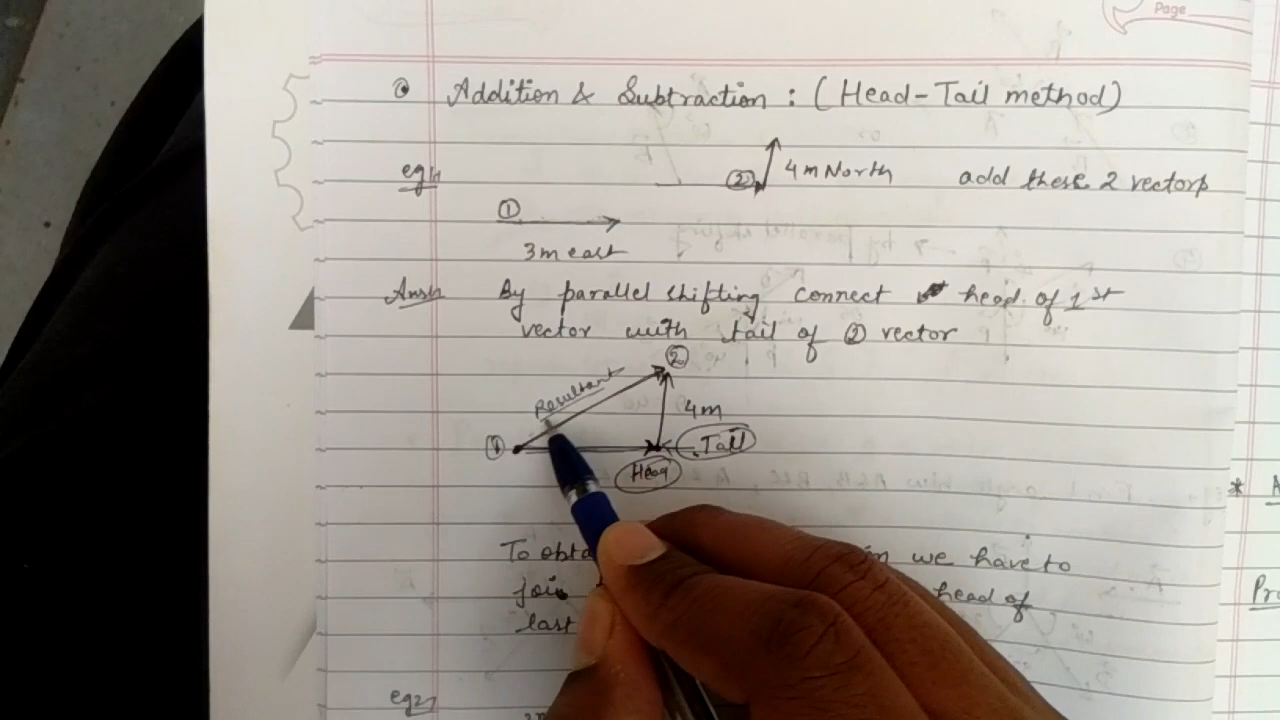 Page
Addition & Subtraction : (Head-Tail method)
eg1
② 4m North add these 2 vectors
①
3m east
Ans
By parallel shifting connect head of 1st
vector with tail of ② vector
②
Resultant
4m
① Tail
Head
To obta in we have to
join head of
last
eg2